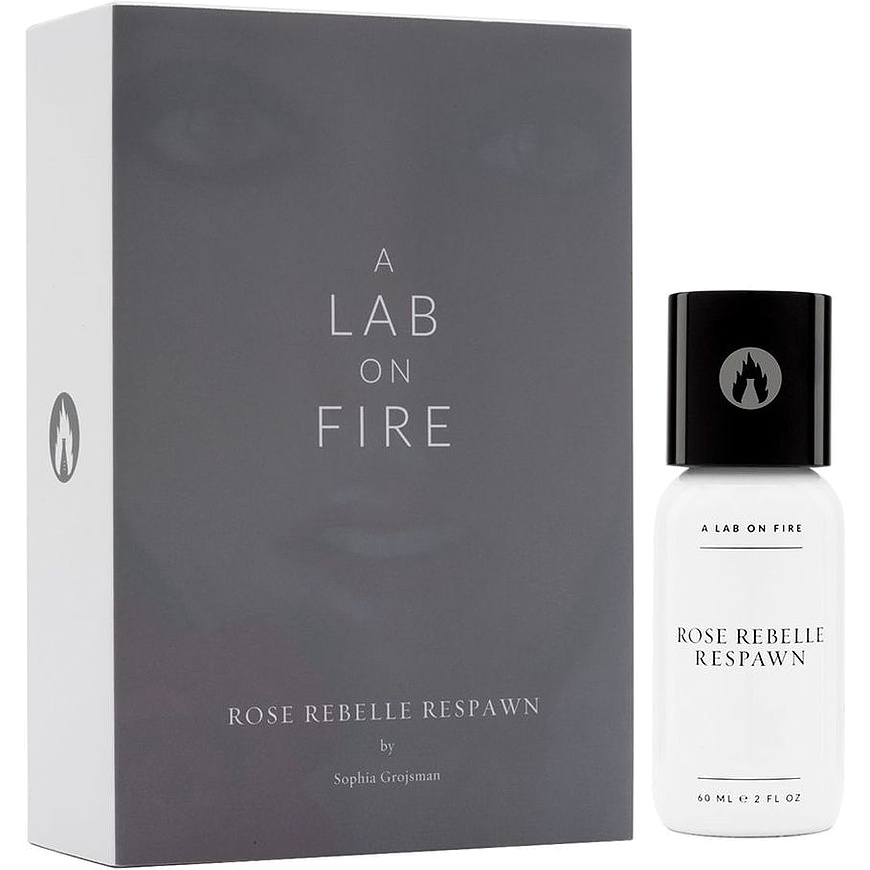 A
LAB
ON
FIRE
ROSE REBELLE RESPAWN
by
Sophia Grojsman
A LAB ON FIRE
ROSE REBELLE
RESPAWN
60 ML ℮ 2 FL OZ